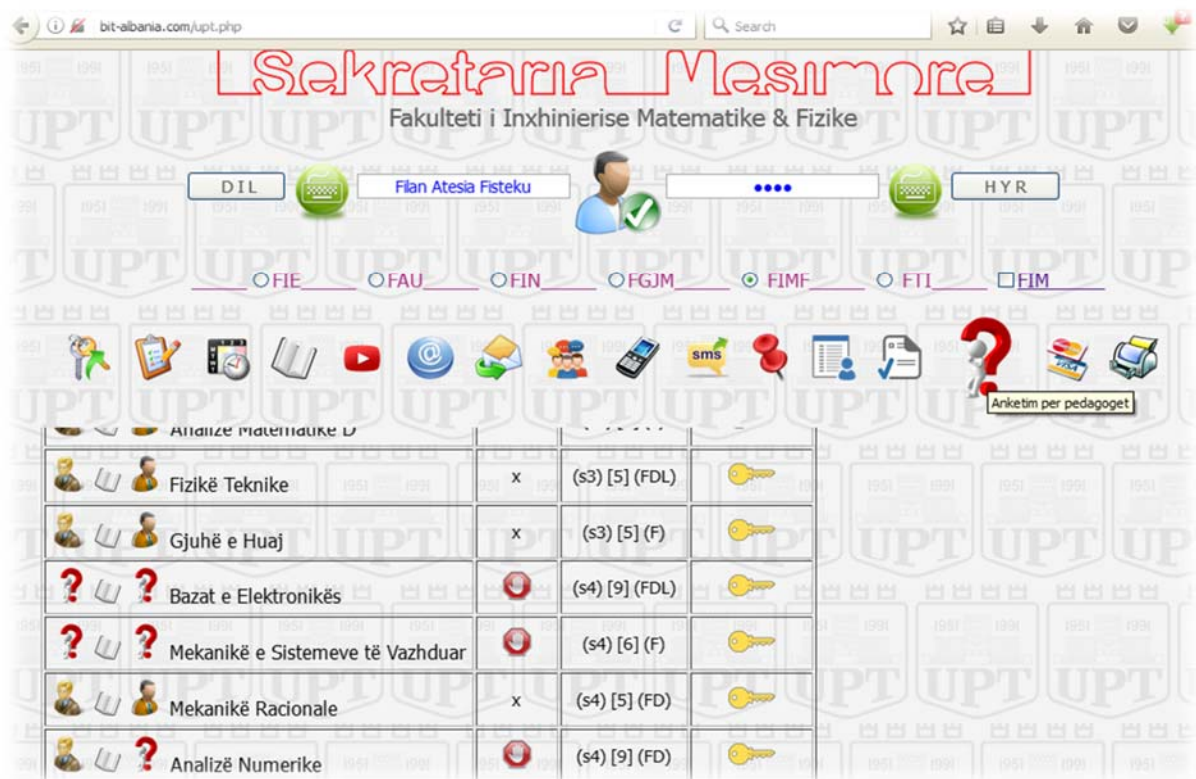 bit-albania.com/upt.php
Search
Sekretaria Mesimore
Fakulteti i Inxhinierise Matematike & Fizike
DIL
Filan Atesia Fisteku
••••
HYR
FIE FAU FIN FGJM FIMF FTI FIM
sms
VISA
Anketim per pedagoget
Analizë Matematike D
Fizikë Teknike x (s3) [5] (FDL)
Gjuhë e Huaj x (s3) [5] (F)
Bazat e Elektronikës (s4) [9] (FDL)
Mekanikë e Sistemeve të Vazhduar (s4) [6] (F)
Mekanikë Racionale x (s4) [5] (FD)
Analizë Numerike (s4) [9] (FD)